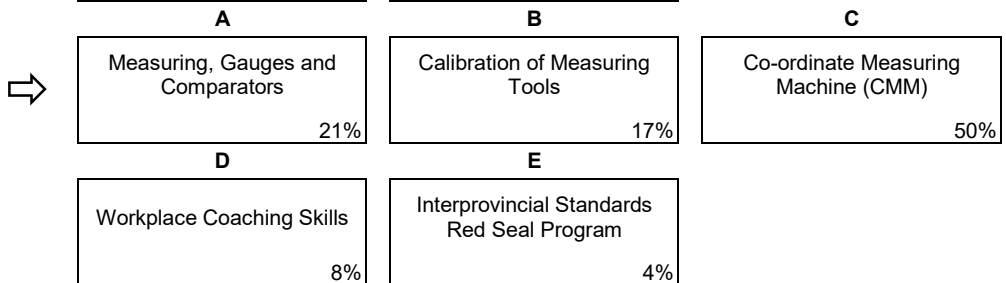 A
Measuring, Gauges and
Comparators
21%
B
Calibration of Measuring
Tools
17%
C
Co-ordinate Measuring
Machine (CMM)
50%
D
Workplace Coaching Skills
8%
E
Interprovincial Standards
Red Seal Program
4%